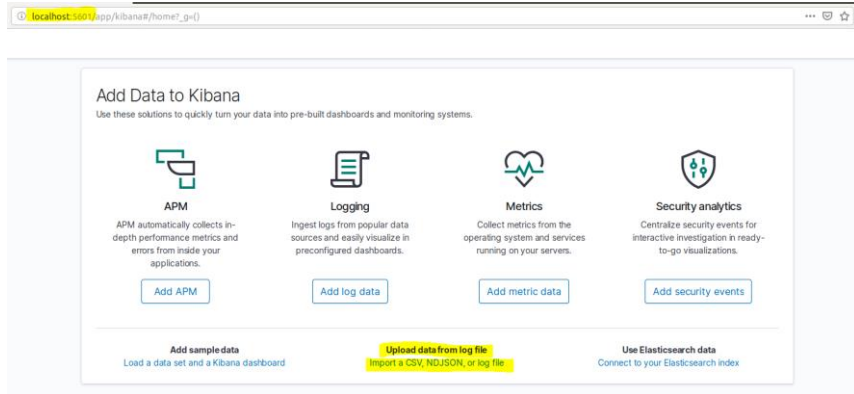 localhost:5601/app/kibana#/home?_g=()
Add Data to Kibana
Use these solutions to quickly turn your data into pre-built dashboards and monitoring systems.
APM
APM automatically collects in-
depth performance metrics and
errors from inside your
applications.
Add APM
Logging
Ingest logs from popular data
sources and easily visualize in
preconfigured dashboards.
Add log data
Metrics
Collect metrics from the
operating system and services
running on your servers.
Add metric data
Security analytics
Centralize security events for
interactive investigation in ready-
to-go visualizations.
Add security events
Add sample data
Load a data set and a Kibana dashboard
Upload data from log file
Import a CSV, NDJSON, or log file
Use Elasticsearch data
Connect to your Elasticsearch index